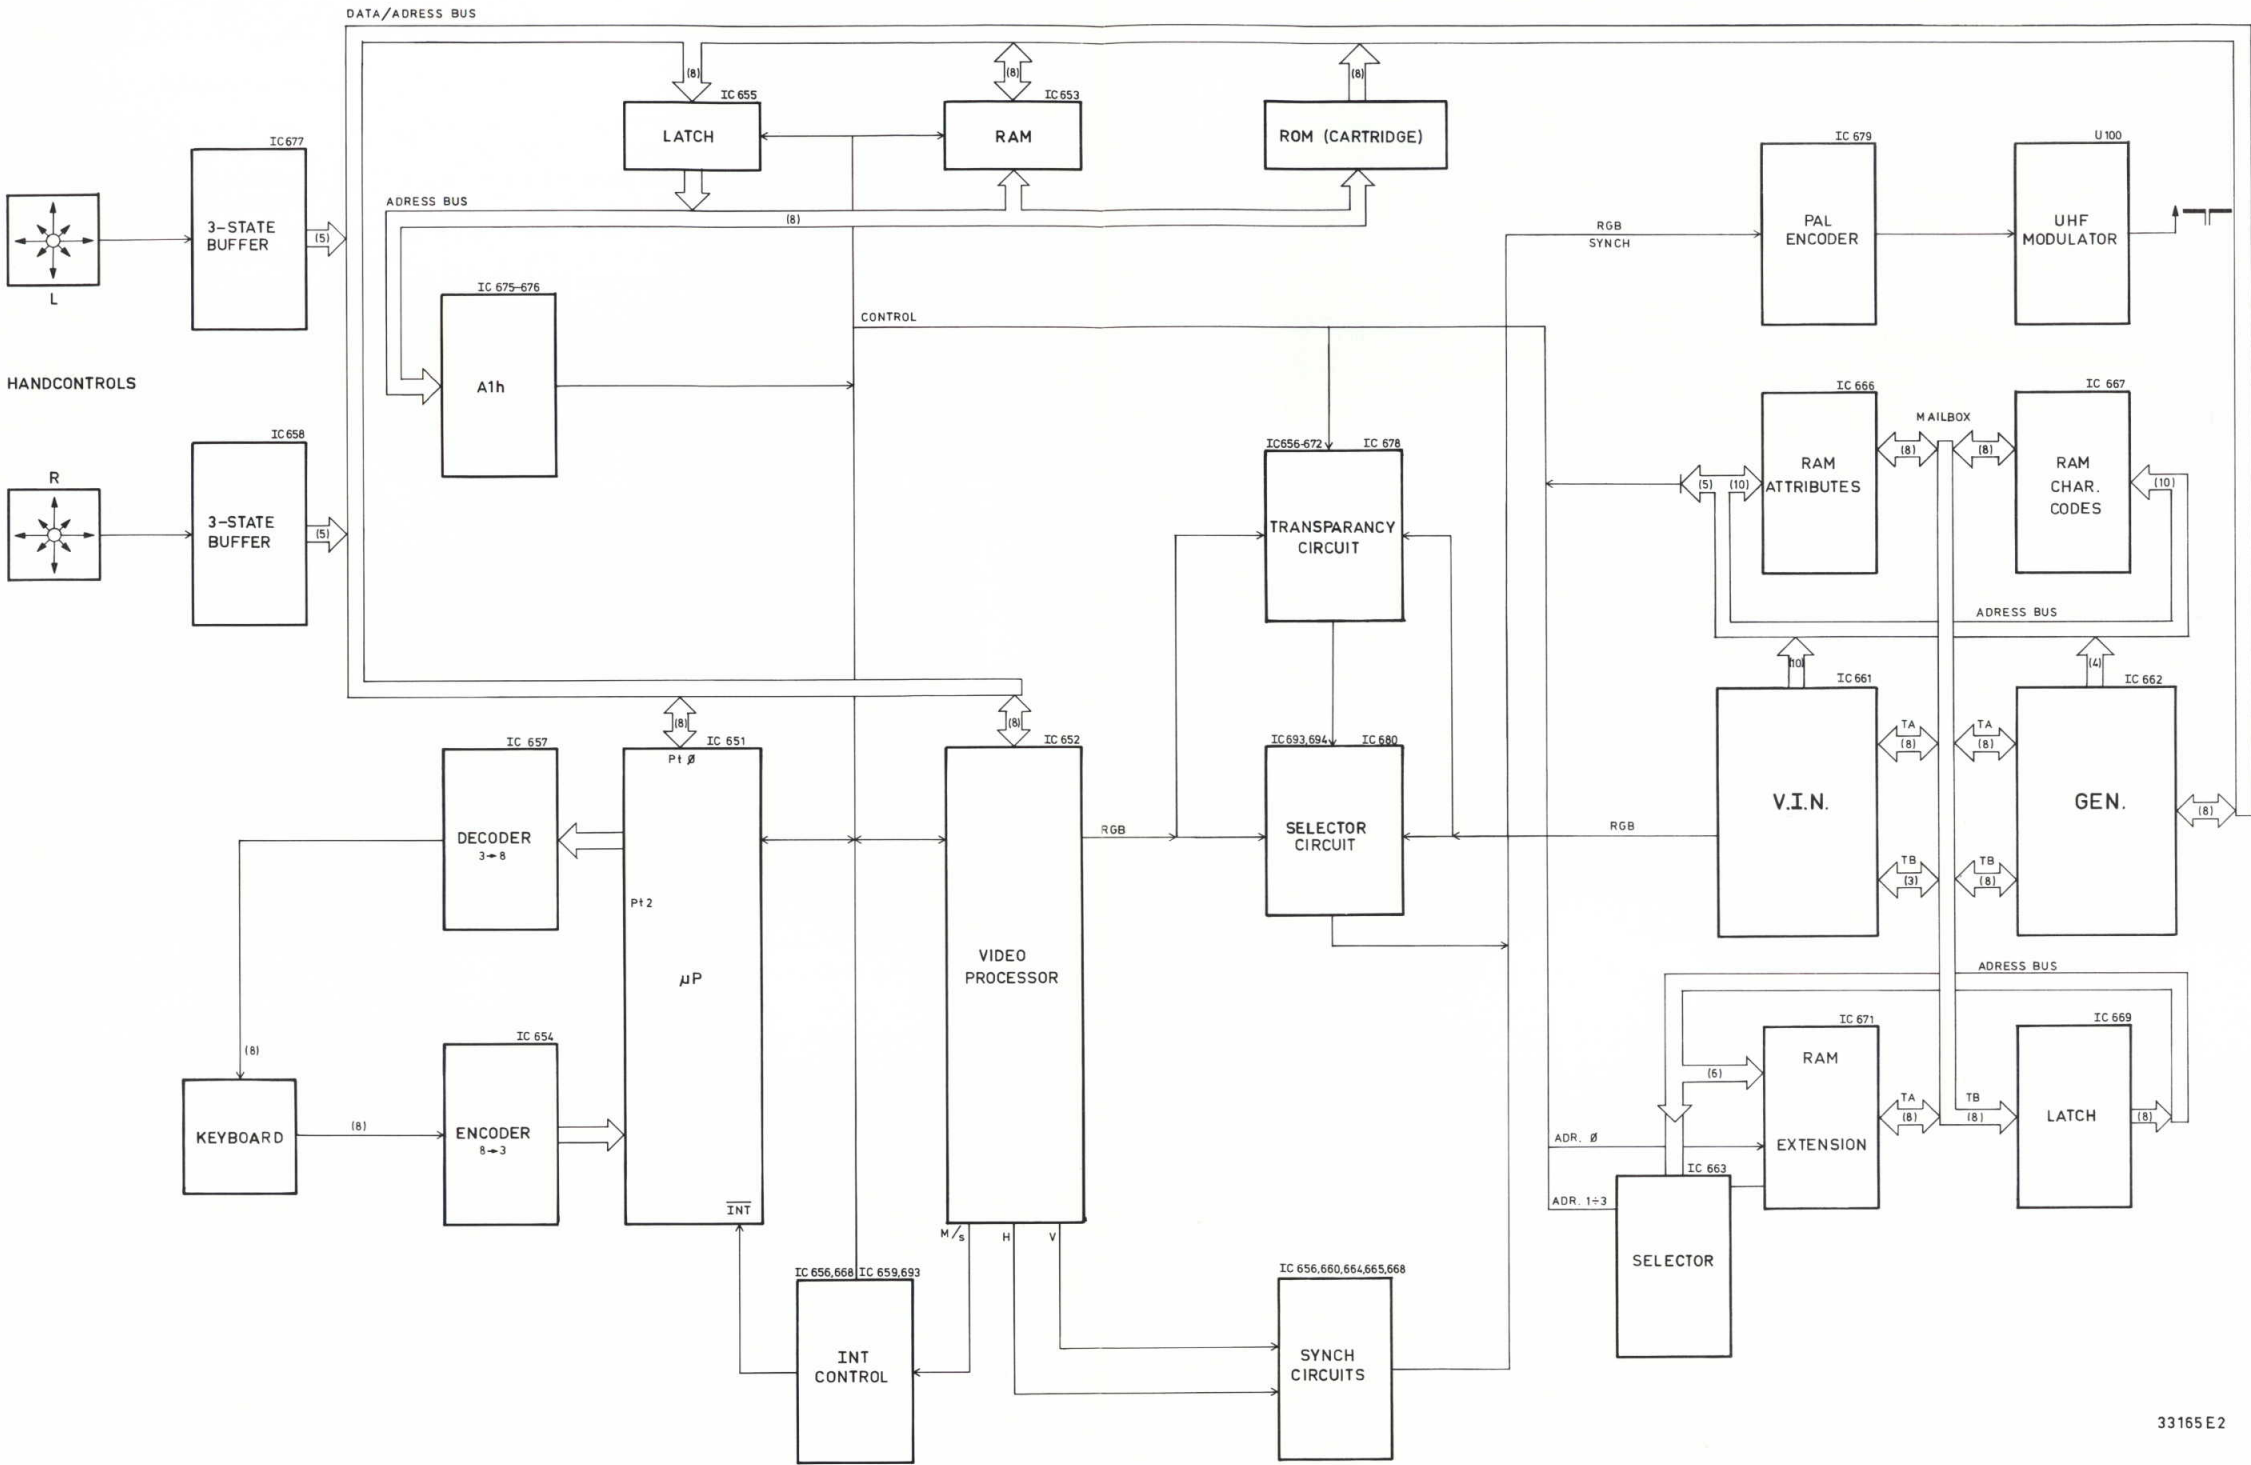 DATA/ADRESS BUS
(8)
(8)
(8)
IC 655
LATCH
IC 653
RAM
ROM (CARTRIDGE)
IC 677
3-STATE
BUFFER
(5)
L
ADRESS BUS
(8)
IC 675-676
A1h
CONTROL
RGB
SYNCH
IC 679
PAL
ENCODER
U 100
UHF
MODULATOR
HANDCONTROLS
IC 658
3-STATE
BUFFER
(5)
R
IC656-672
IC 678
TRANSPARANCY
CIRCUIT
IC 666
RAM
ATTRIBUTES
(5)
(10)
MAILBOX
(8)
(8)
IC 667
RAM
CHAR.
CODES
(10)
ADRESS BUS
(10)
(4)
IC 661
V.I.N.
IC 662
GEN.
TA
(8)
TA
(8)
TB
(3)
TB
(8)
(8)
(8)
(8)
IC 657
DECODER
3→8
IC 651
Pt Ø
Pt 2
µP
INT
IC 652
VIDEO
PROCESSOR
RGB
IC693,694
IC 680
SELECTOR
CIRCUIT
RGB
(8)
KEYBOARD
(8)
IC 654
ENCODER
8→3
M/s
H
V
IC 656,668
IC 659,693
INT
CONTROL
IC 656,660,664,665,668
SYNCH
CIRCUITS
ADRESS BUS
IC 671
RAM
EXTENSION
(6)
TA
(8)
TB
(8)
IC 669
LATCH
(8)
ADR. Ø
ADR. 1÷3
IC 663
SELECTOR
33165E2